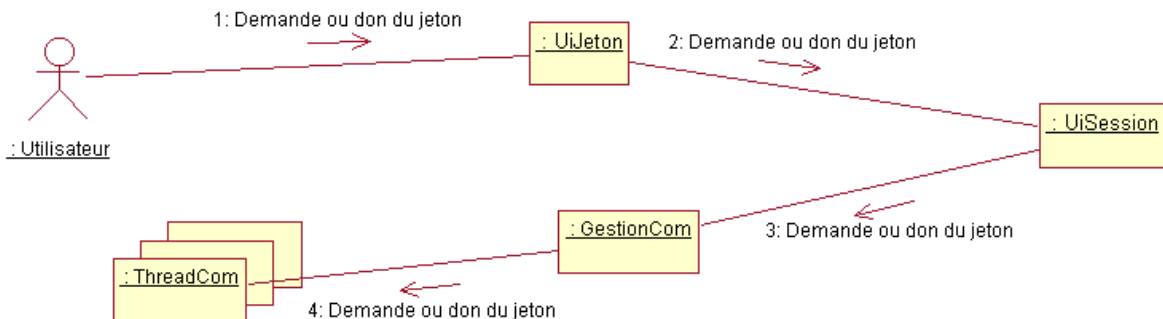 1: Demande ou don du jeton
: UiJeton
2: Demande ou don du jeton
: UiSession
: Utilisateur
: GestionCom
3: Demande ou don du jeton
: ThreadCom
4: Demande ou don du jeton